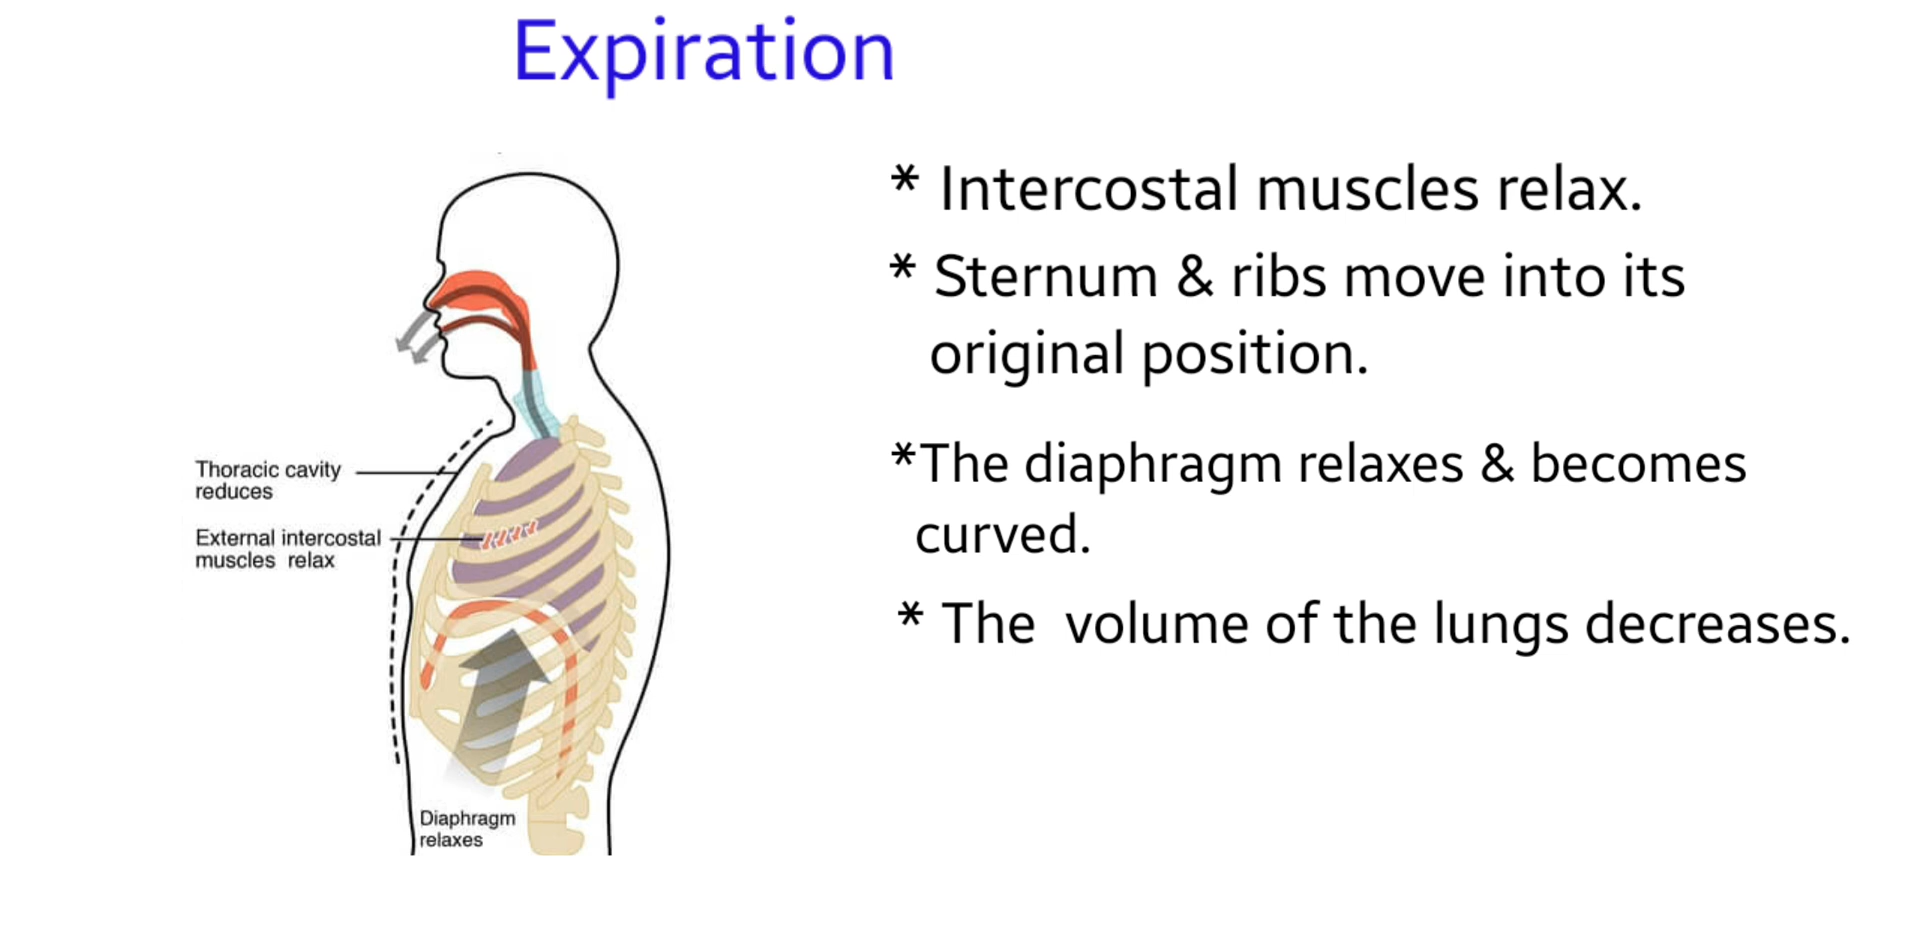 Expiration
* Intercostal muscles relax.
* Sternum & ribs move into its
original position.
*The diaphragm relaxes & becomes
curved.
* The volume of the lungs decreases.
Thoracic cavity
reduces
External intercostal
muscles relax
Diaphragm
relaxes